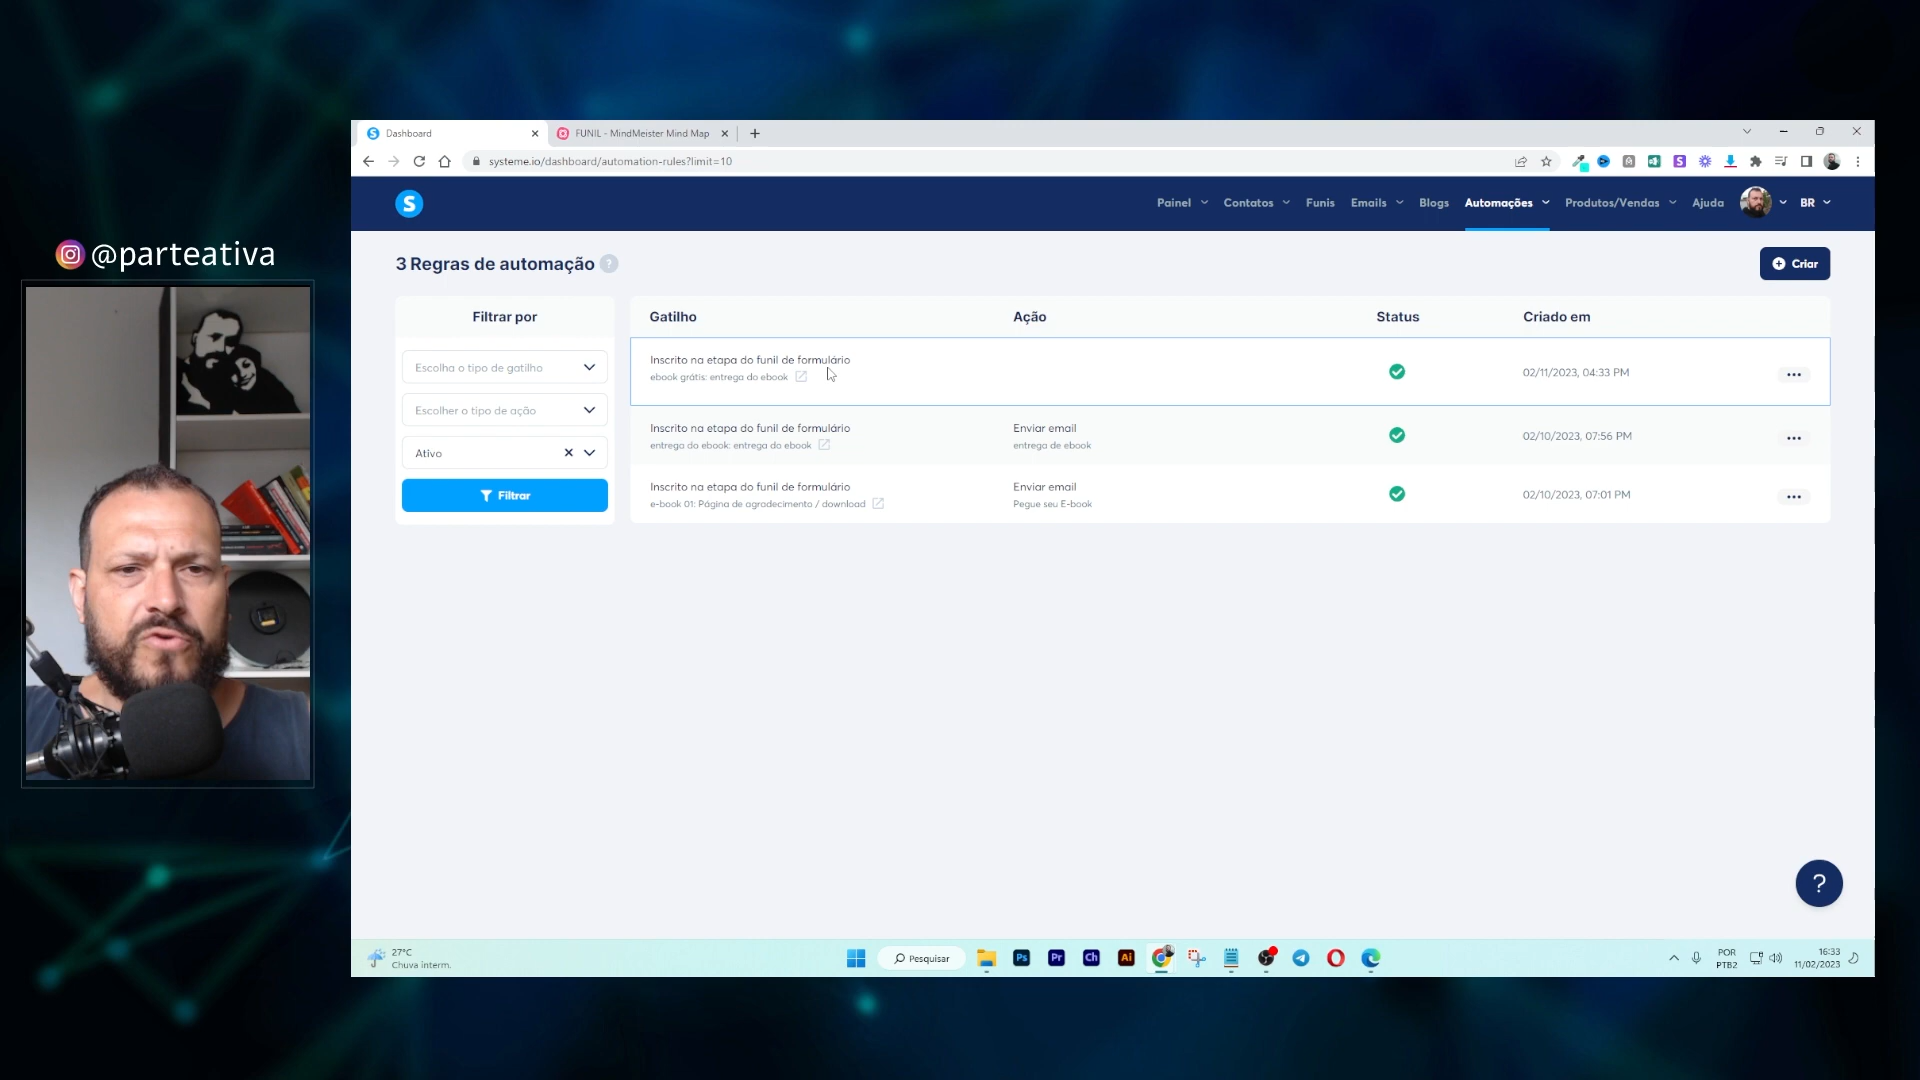 @parteativa
Dashboard
FUNIL - MindMeister Mind Map
systeme.io/dashboard/automation-rules?limit=10
S
Painel
Contatos
Funis
Emails
Blogs
Automações
Produtos/Vendas
Ajuda
BR
3 Regras de automação ?
Criar
Filtrar por
Escolha o tipo de gatilho
Escolher o tipo de ação
Ativo
Filtrar
Gatilho
Ação
Status
Criado em
Inscrito na etapa do funil de formulário
ebook grátis: entrega do ebook
02/11/2023, 04:33 PM
Inscrito na etapa do funil de formulário
entrega do ebook: entrega do ebook
Enviar email
entrega de ebook
02/10/2023, 07:56 PM
Inscrito na etapa do funil de formulário
e-book 01: Página de agradecimento / download
Enviar email
Pegue seu E-book
02/10/2023, 07:01 PM
?
27°C
Chuva interm.
Pesquisar
Ps
Pr
Ch
Ai
POR
PTB2
16:33
11/02/2023